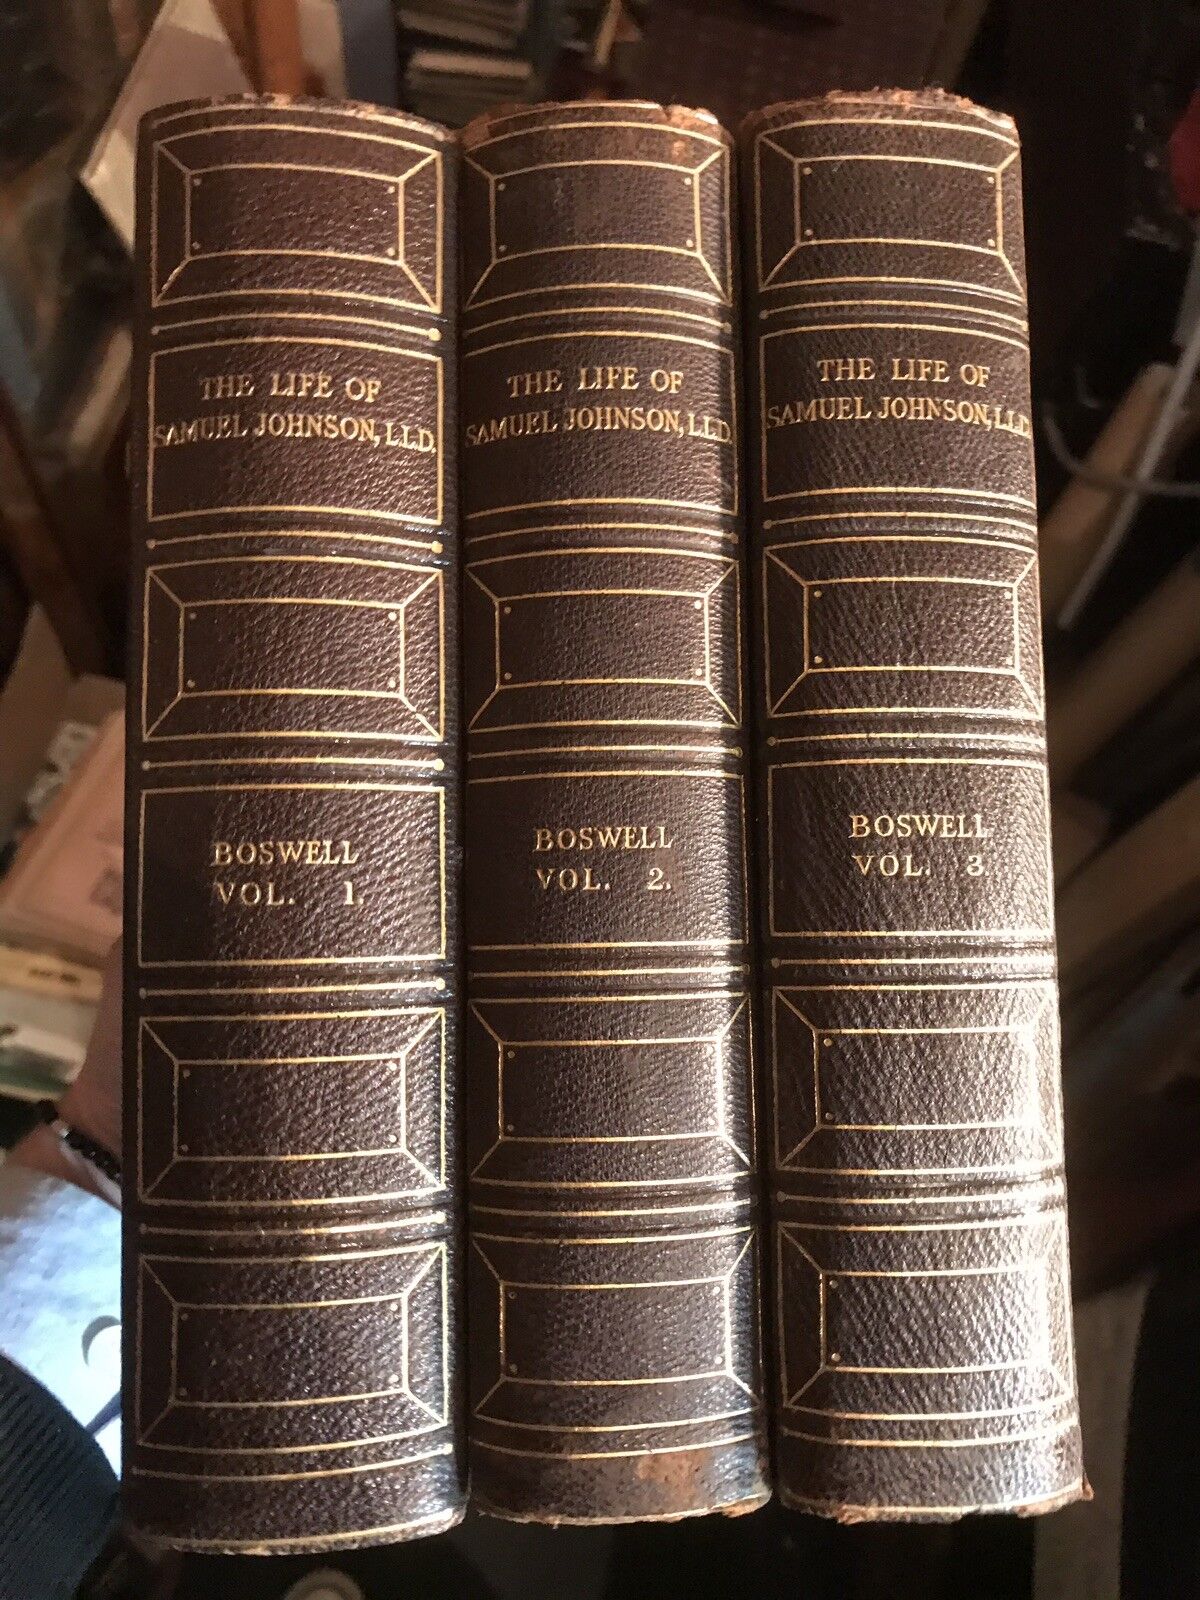 THE LIFE OF
SAMUEL JOHNSON, LL.D.
BOSWELL
VOL. 1.
THE LIFE OF
SAMUEL JOHNSON, LL.D.
BOSWELL
VOL. 2.
THE LIFE OF
SAMUEL JOHNSON, LL.D.
BOSWELL
VOL. 3.